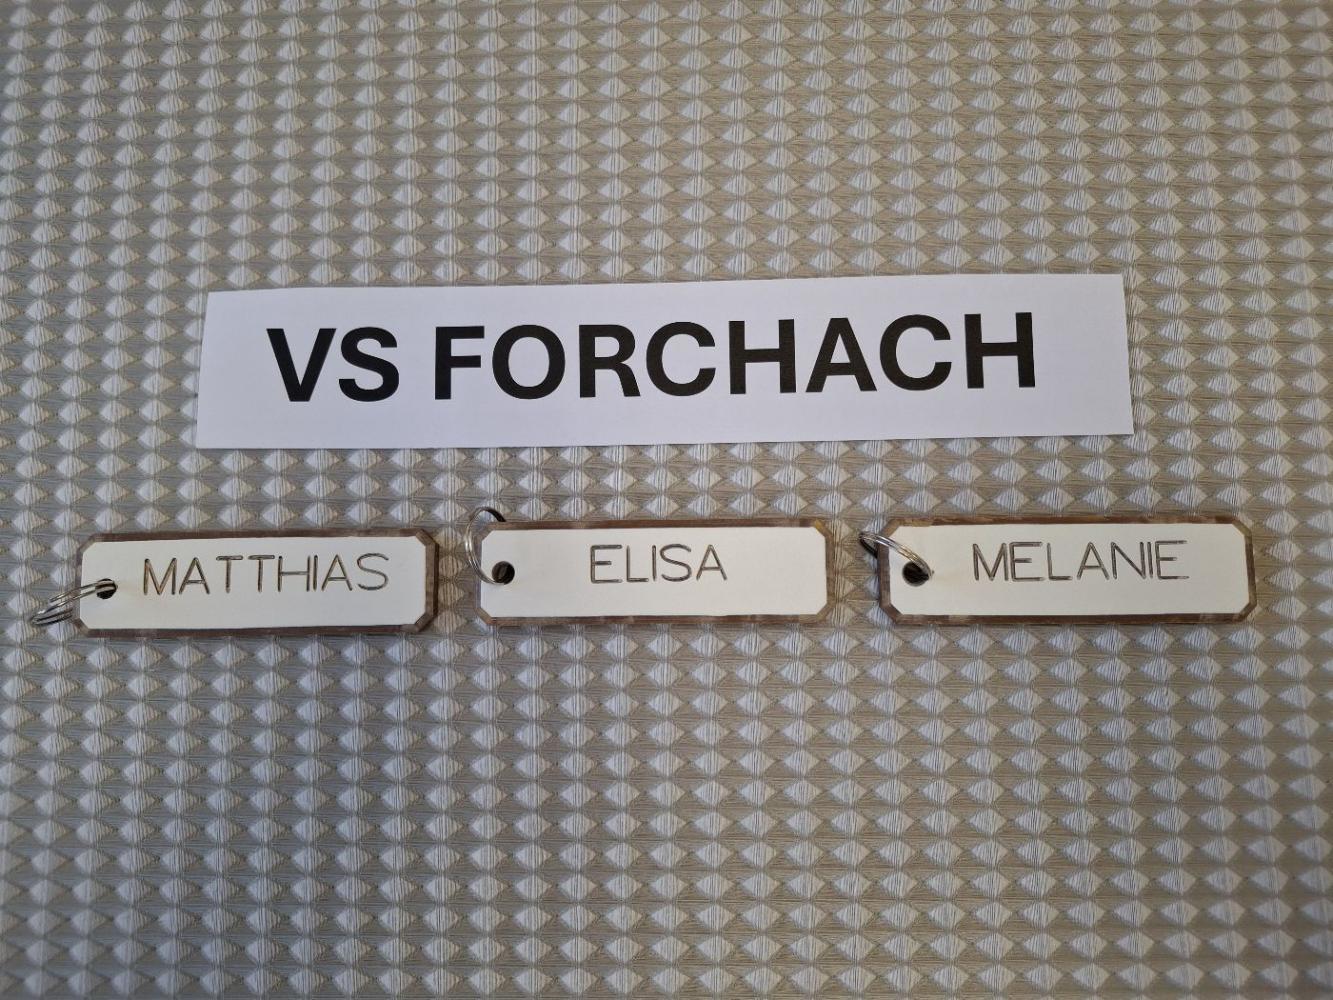 VS FORCHACH
MATTHIAS
ELISA
MELANIE